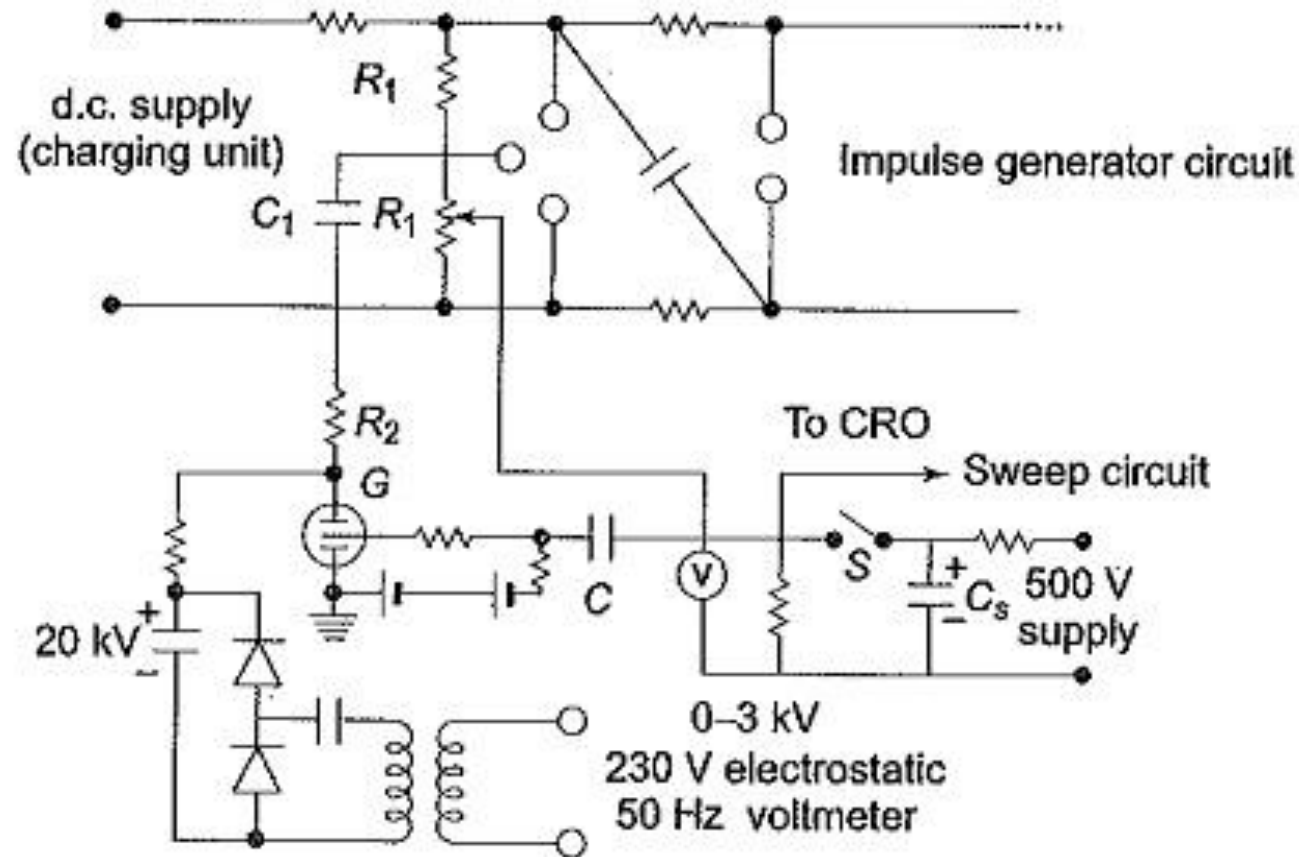 R1
d.c. supply
(charging unit)
Impulse generator circuit
C1
R1
R2
To CRO
G
Sweep circuit
V
S
+
500 V
C
Cs
–
supply
+
20 kV
–
0–3 kV
230 V electrostatic
50 Hz voltmeter